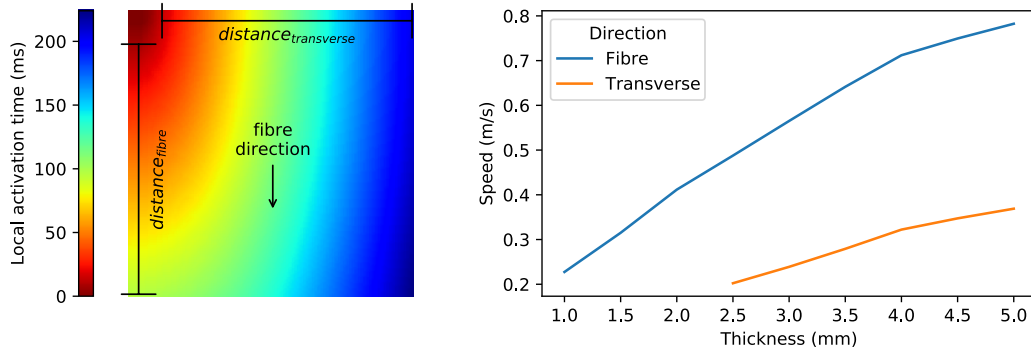 Local activation time (ms)
200
150
100
50
0
distance_transverse
distance_fibre
fibre
direction
Speed (m/s)
0.8
0.7
0.6
0.5
0.4
0.3
0.2
Direction
Fibre
Transverse
1.0 1.5 2.0 2.5 3.0 3.5 4.0 4.5 5.0
Thickness (mm)